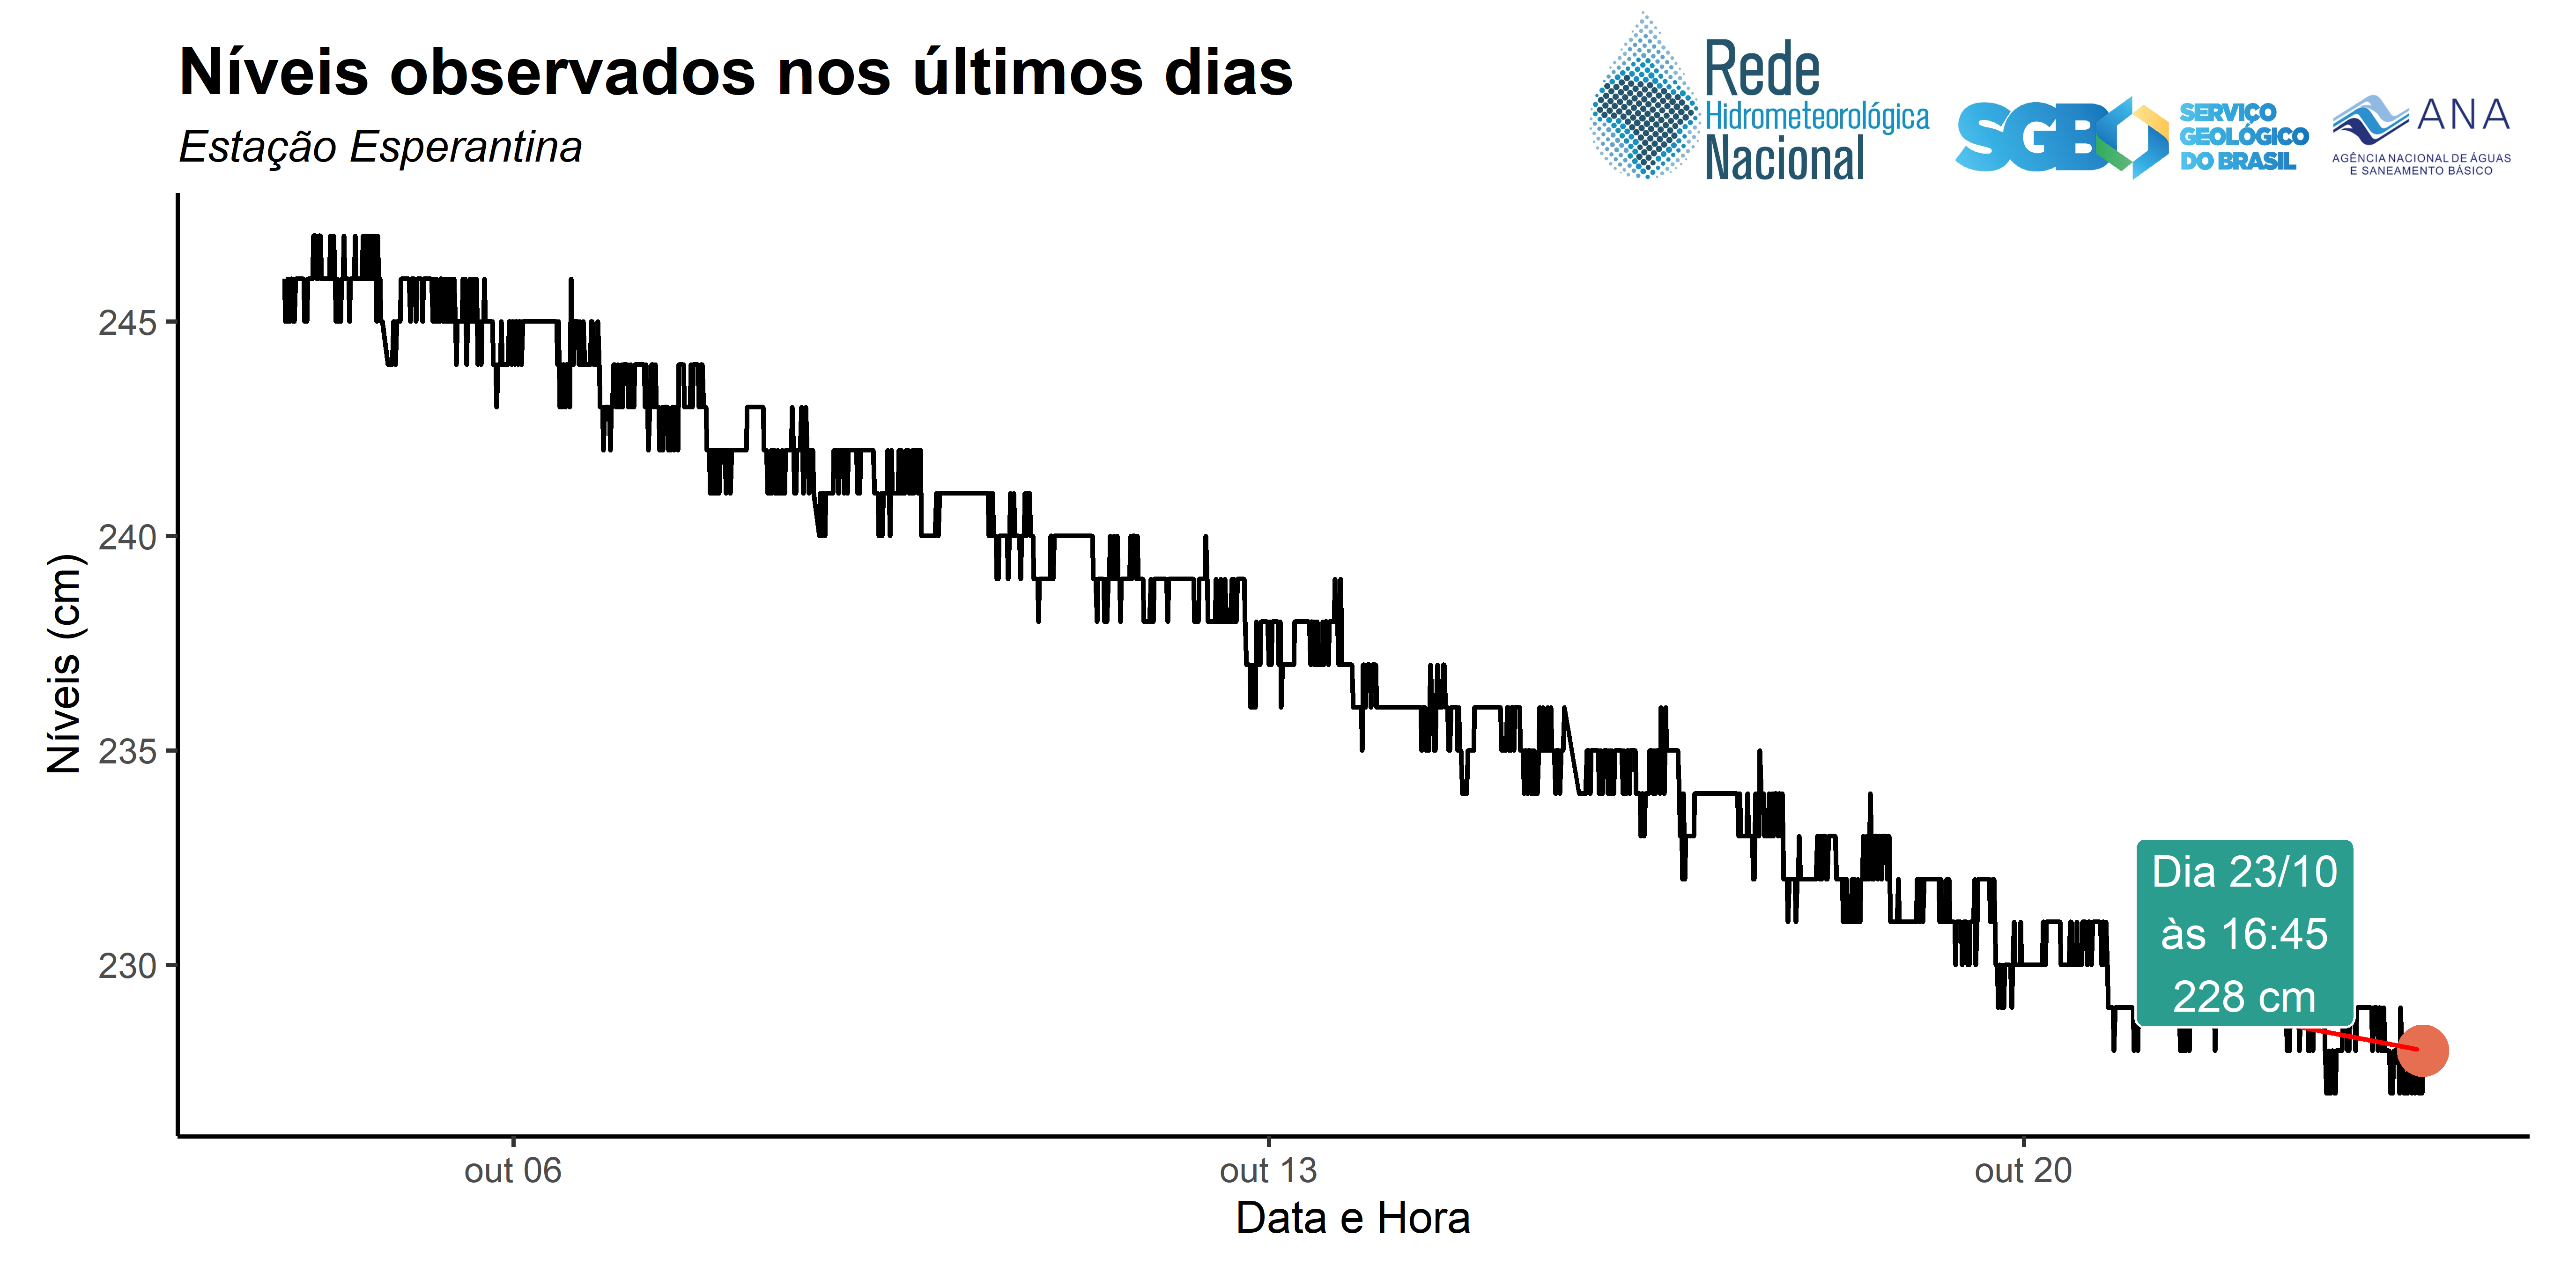 Níveis observados nos últimos dias
Estação Esperantina
Rede
Hidrometeorológica
Nacional
SGB
SERVIÇO
GEOLÓGICO
DO BRASIL
ANA
AGÊNCIA NACIONAL DE ÁGUAS
E SANEAMENTO BÁSICO
Níveis (cm)
245
240
235
230
Dia 23/10
às 16:45
228 cm
out 06
out 13
out 20
Data e Hora